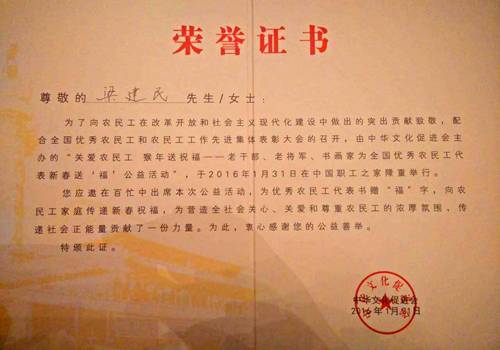 荣誉证书
尊敬的 梁建民 先生/女士：
为了向农民工在改革开放和社会主义现代化建设中做出的突出贡献致敬，配
合全国优秀农民工和农民工工作先进集体表彰大会的召开，由中华文化促进会主
办的“关爱农民工 猴年送祝福——老干部、老将军、书画家为全国优秀农民工代
表新春送‘福’公益活动”，于2016年1月31日在中国职工之家隆重举行。
您应邀在百忙中出席本次公益活动，为优秀农民工代表书赠“福”字，向农
民工家庭传递新春祝福，为营造全社会关心、关爱和尊重农民工的浓厚氛围，传
递社会正能量贡献了一份力量。为此，衷心感谢您的公益善举。
特颁此证。
中华文化促进会
2016年1月31日